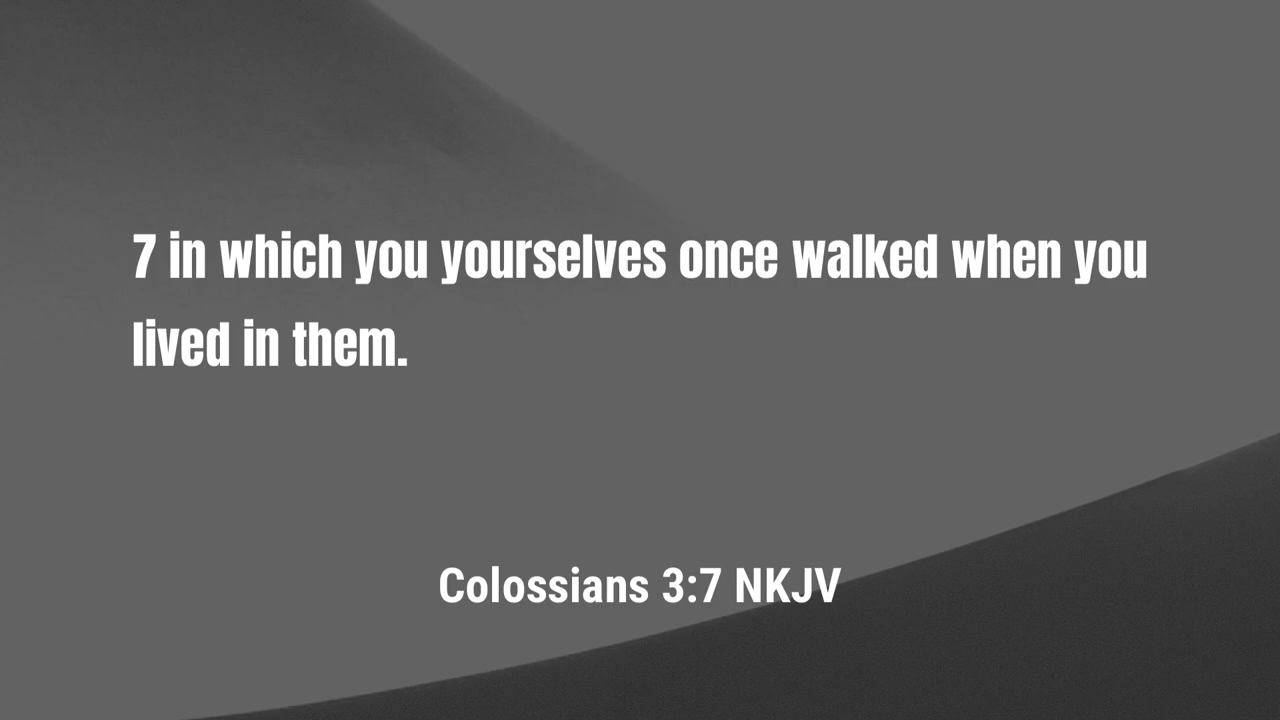 7 in which you yourselves once walked when you
lived in them.
Colossians 3:7 NKJV